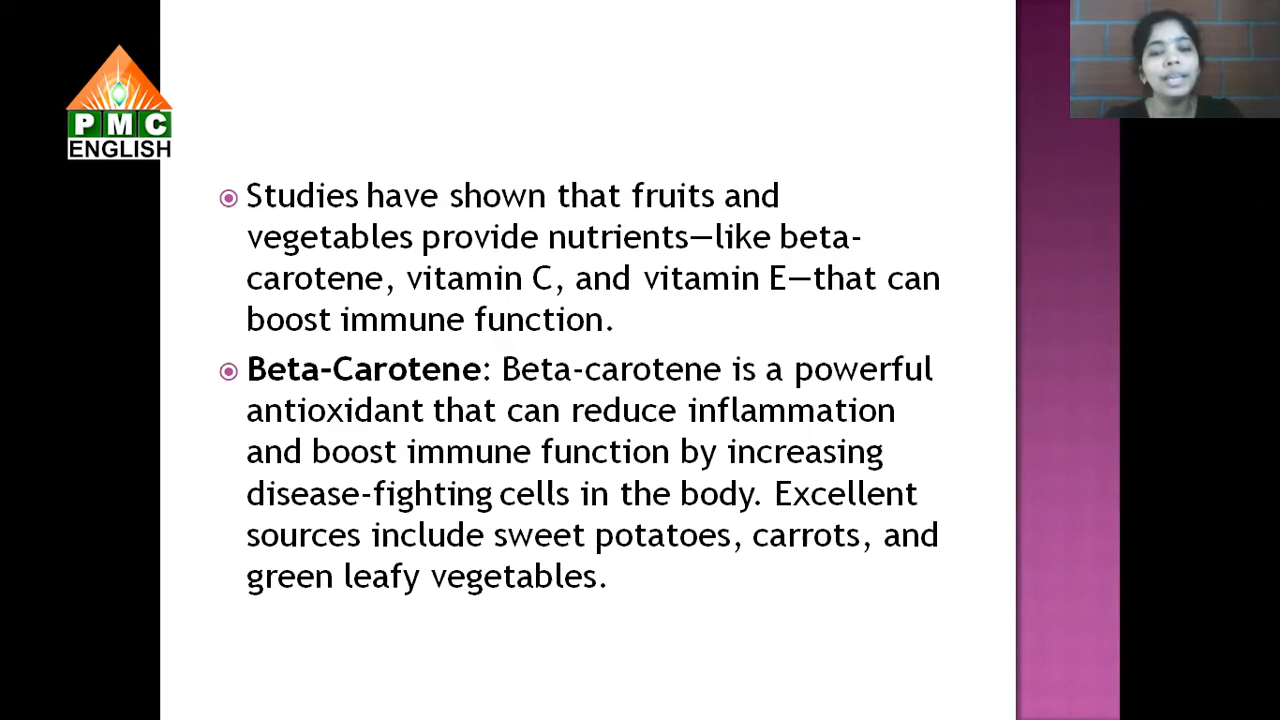 PMC
ENGLISH
Studies have shown that fruits and
vegetables provide nutrients—like beta-
carotene, vitamin C, and vitamin E—that can
boost immune function.
Beta-Carotene: Beta-carotene is a powerful
antioxidant that can reduce inflammation
and boost immune function by increasing
disease-fighting cells in the body. Excellent
sources include sweet potatoes, carrots, and
green leafy vegetables.